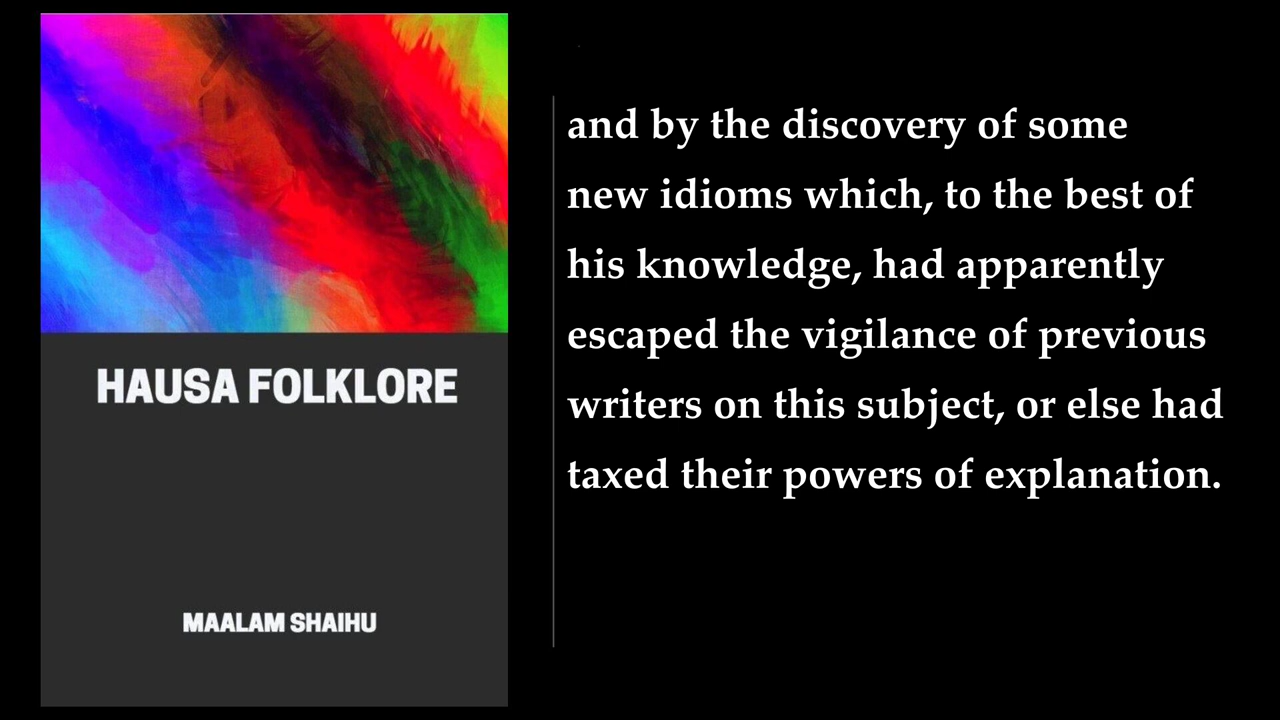 HAUSA FOLKLORE
MAALAM SHAIHU
and by the discovery of some
new idioms which, to the best of
his knowledge, had apparently
escaped the vigilance of previous
writers on this subject, or else had
taxed their powers of explanation.